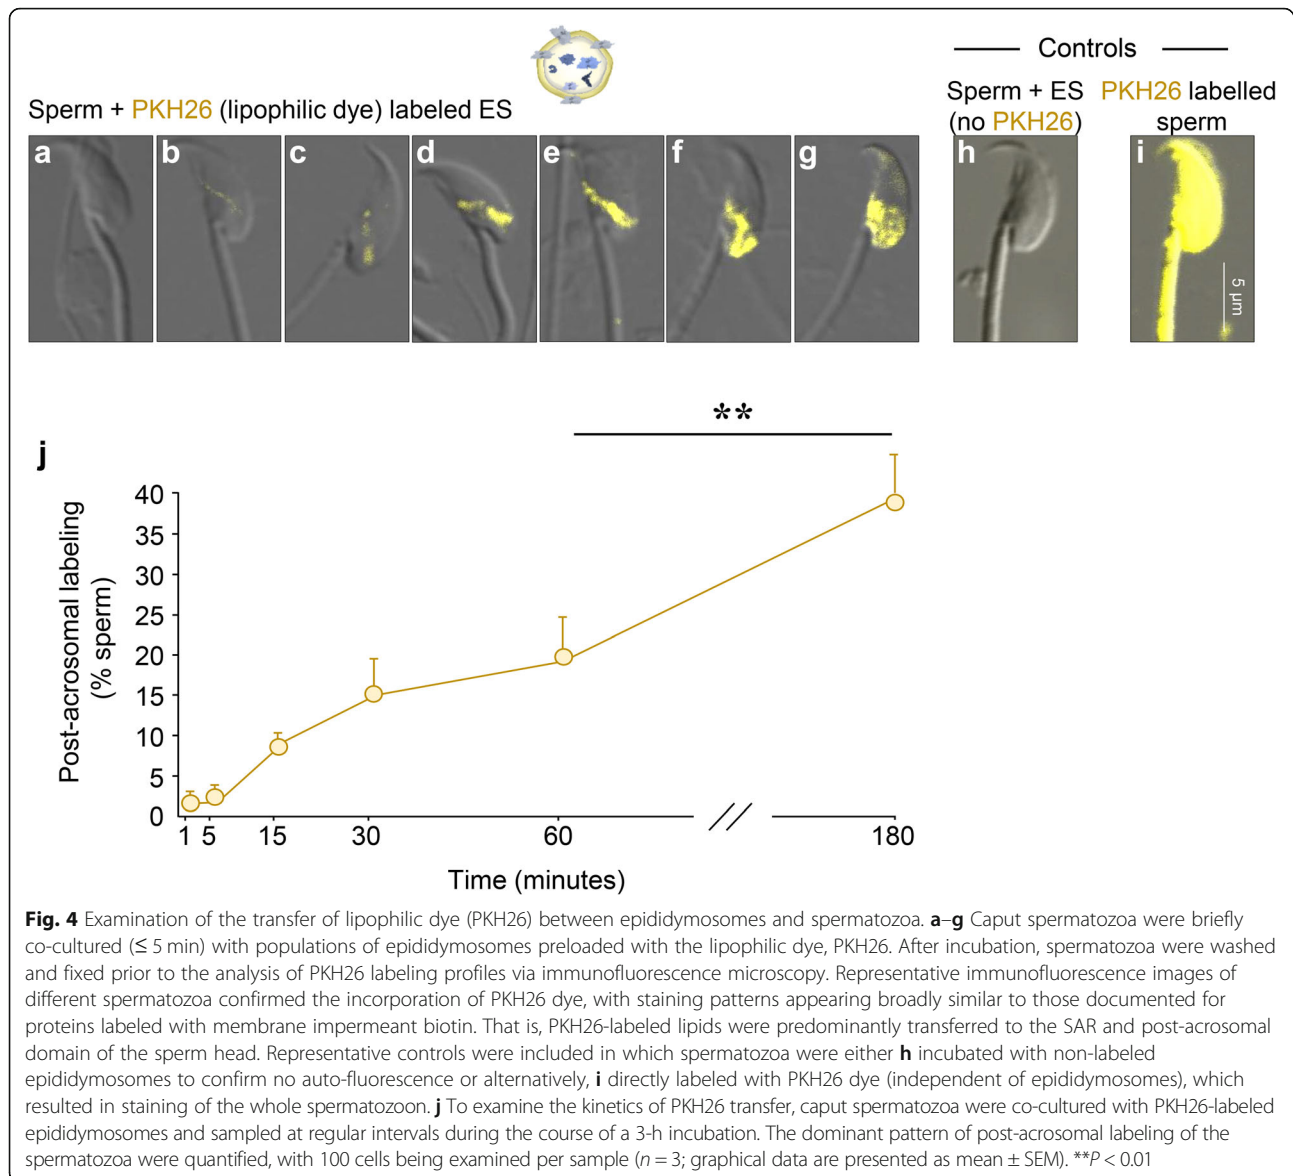 Controls
Sperm + PKH26 (lipophilic dye) labeled ES
Sperm + ES
(no PKH26)
PKH26 labelled
sperm
a
b
c
d
e
f
g
h
i
5 µm
j
**
Post-acrosomal labeling
(% sperm)
40
35
30
25
20
15
10
5
0
1 5 15 30 60 180
Time (minutes)
Fig. 4 Examination of the transfer of lipophilic dye (PKH26) between epididymosomes and spermatozoa. a–g Caput spermatozoa were briefly
co-cultured (≤ 5 min) with populations of epididymosomes preloaded with the lipophilic dye, PKH26. After incubation, spermatozoa were washed
and fixed prior to the analysis of PKH26 labeling profiles via immunofluorescence microscopy. Representative immunofluorescence images of
different spermatozoa confirmed the incorporation of PKH26 dye, with staining patterns appearing broadly similar to those documented for
proteins labeled with membrane impermeant biotin. That is, PKH26-labeled lipids were predominantly transferred to the SAR and post-acrosomal
domain of the sperm head. Representative controls were included in which spermatozoa were either h incubated with non-labeled
epididymosomes to confirm no auto-fluorescence or alternatively, i directly labeled with PKH26 dye (independent of epididymosomes), which
resulted in staining of the whole spermatozoon. j To examine the kinetics of PKH26 transfer, caput spermatozoa were co-cultured with PKH26-labeled
epididymosomes and sampled at regular intervals during the course of a 3-h incubation. The dominant pattern of post-acrosomal labeling of the
spermatozoa were quantified, with 100 cells being examined per sample (n = 3; graphical data are presented as mean ± SEM). **P < 0.01